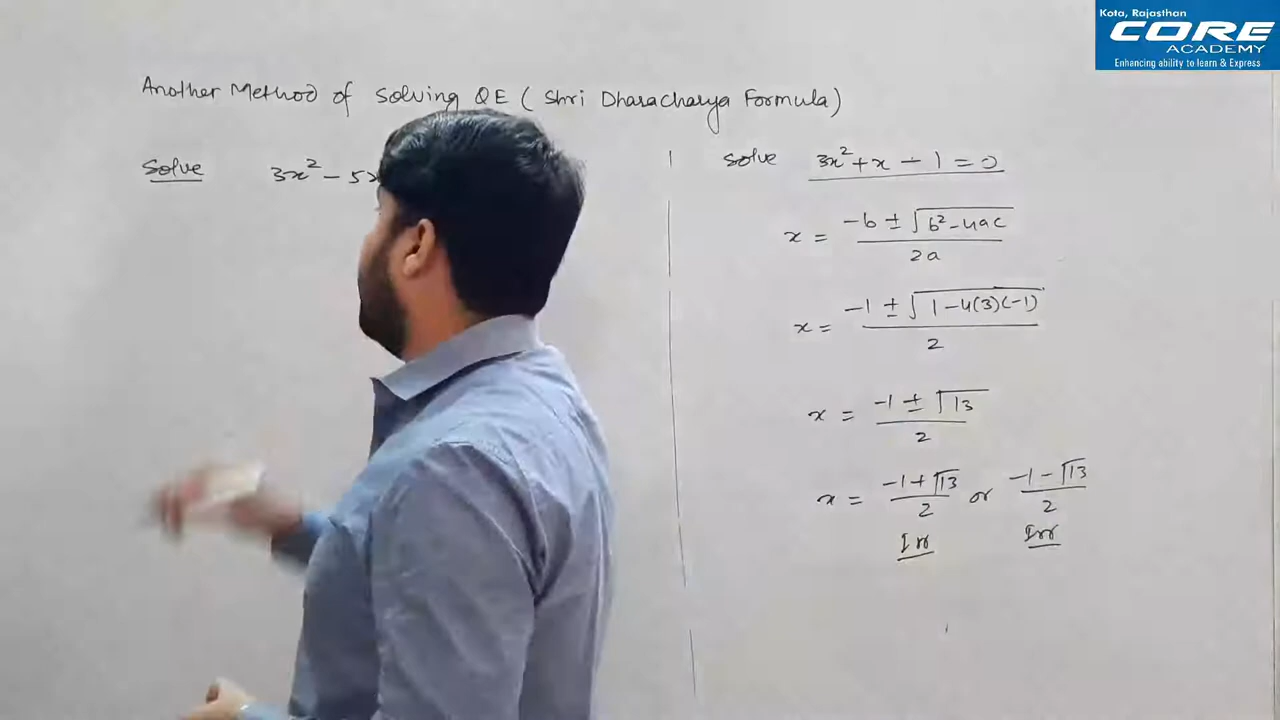 Kota, Rajasthan
CORE
ACADEMY
Enhancing ability to learn & Express
Another Method of Solving QE ( Shri Dharacharya Formula)
Solve 3x² - 5x
Solve 3x² + x - 1 = 0
x = (-b ± √(b² - 4ac)) / 2a
x = (-1 ± √(1 - 4(3)(-1))) / 2
x = (-1 ± √13) / 2
x = (-1 + √13) / 2 or (-1 - √13) / 2
Irr Irr